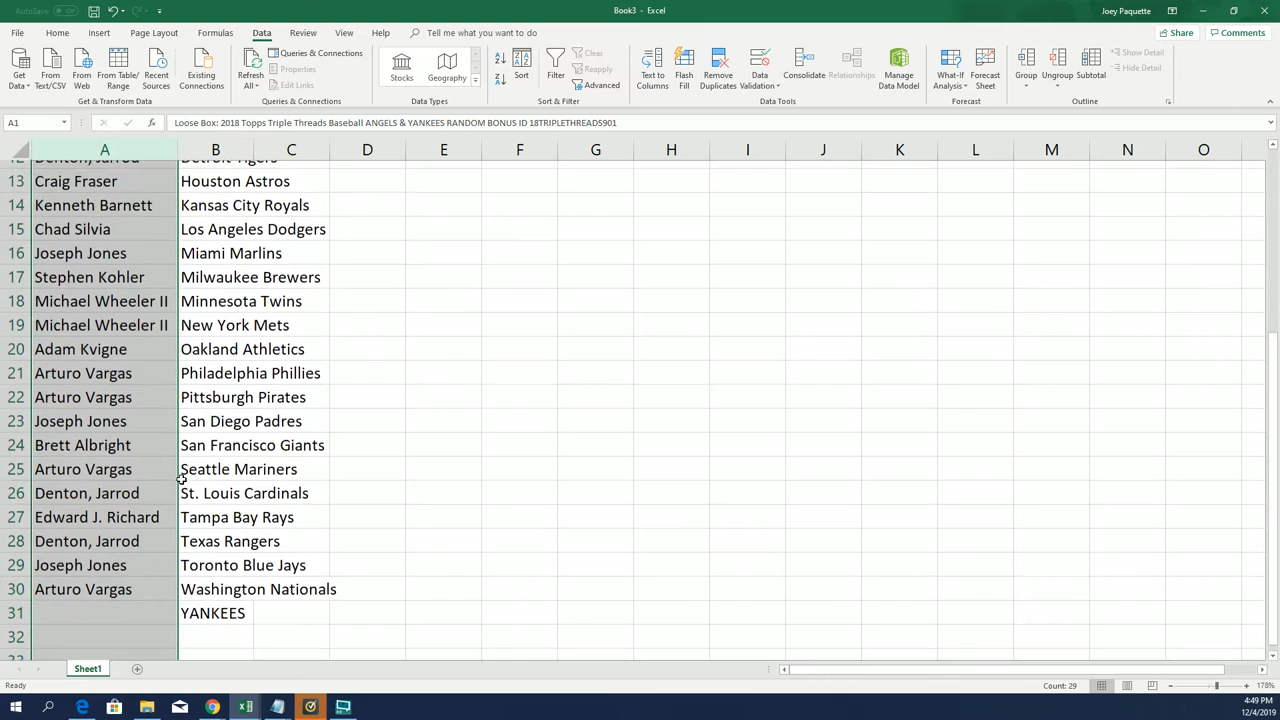 AutoSave Off
Book3 - Excel
Joey Paquette
File Home Insert Page Layout Formulas Data Review View Help Tell me what you want to do
Share Comments
Get Data From Text/CSV From Web From Table/Range Recent Sources Existing Connections
Refresh All Queries & Connections Properties Edit Links
Stocks Geography
Sort Filter Clear Reapply Advanced
Text to Columns Flash Fill Remove Duplicates Data Validation Consolidate Relationships Manage Data Model
What-If Analysis Forecast Sheet
Group Ungroup Subtotal Show Detail Hide Detail
Get & Transform Data Queries & Connections Data Types Sort & Filter Data Tools Forecast Outline
A1 fx Loose Box: 2018 Topps Triple Threads Baseball ANGELS & YANKEES RANDOM BONUS ID 18TRIPLETHREADS901
A B C D E F G H I J K L M N O
12 Denton, Jarrod Detroit Tigers
13 Craig Fraser Houston Astros
14 Kenneth Barnett Kansas City Royals
15 Chad Silvia Los Angeles Dodgers
16 Joseph Jones Miami Marlins
17 Stephen Kohler Milwaukee Brewers
18 Michael Wheeler II Minnesota Twins
19 Michael Wheeler II New York Mets
20 Adam Kvigne Oakland Athletics
21 Arturo Vargas Philadelphia Phillies
22 Arturo Vargas Pittsburgh Pirates
23 Joseph Jones San Diego Padres
24 Brett Albright San Francisco Giants
25 Arturo Vargas Seattle Mariners
26 Denton, Jarrod St. Louis Cardinals
27 Edward J. Richard Tampa Bay Rays
28 Denton, Jarrod Texas Rangers
29 Joseph Jones Toronto Blue Jays
30 Arturo Vargas Washington Nationals
31 YANKEES
32
33
Sheet1
Ready
Count: 29
178%
4:49 PM
12/4/2019